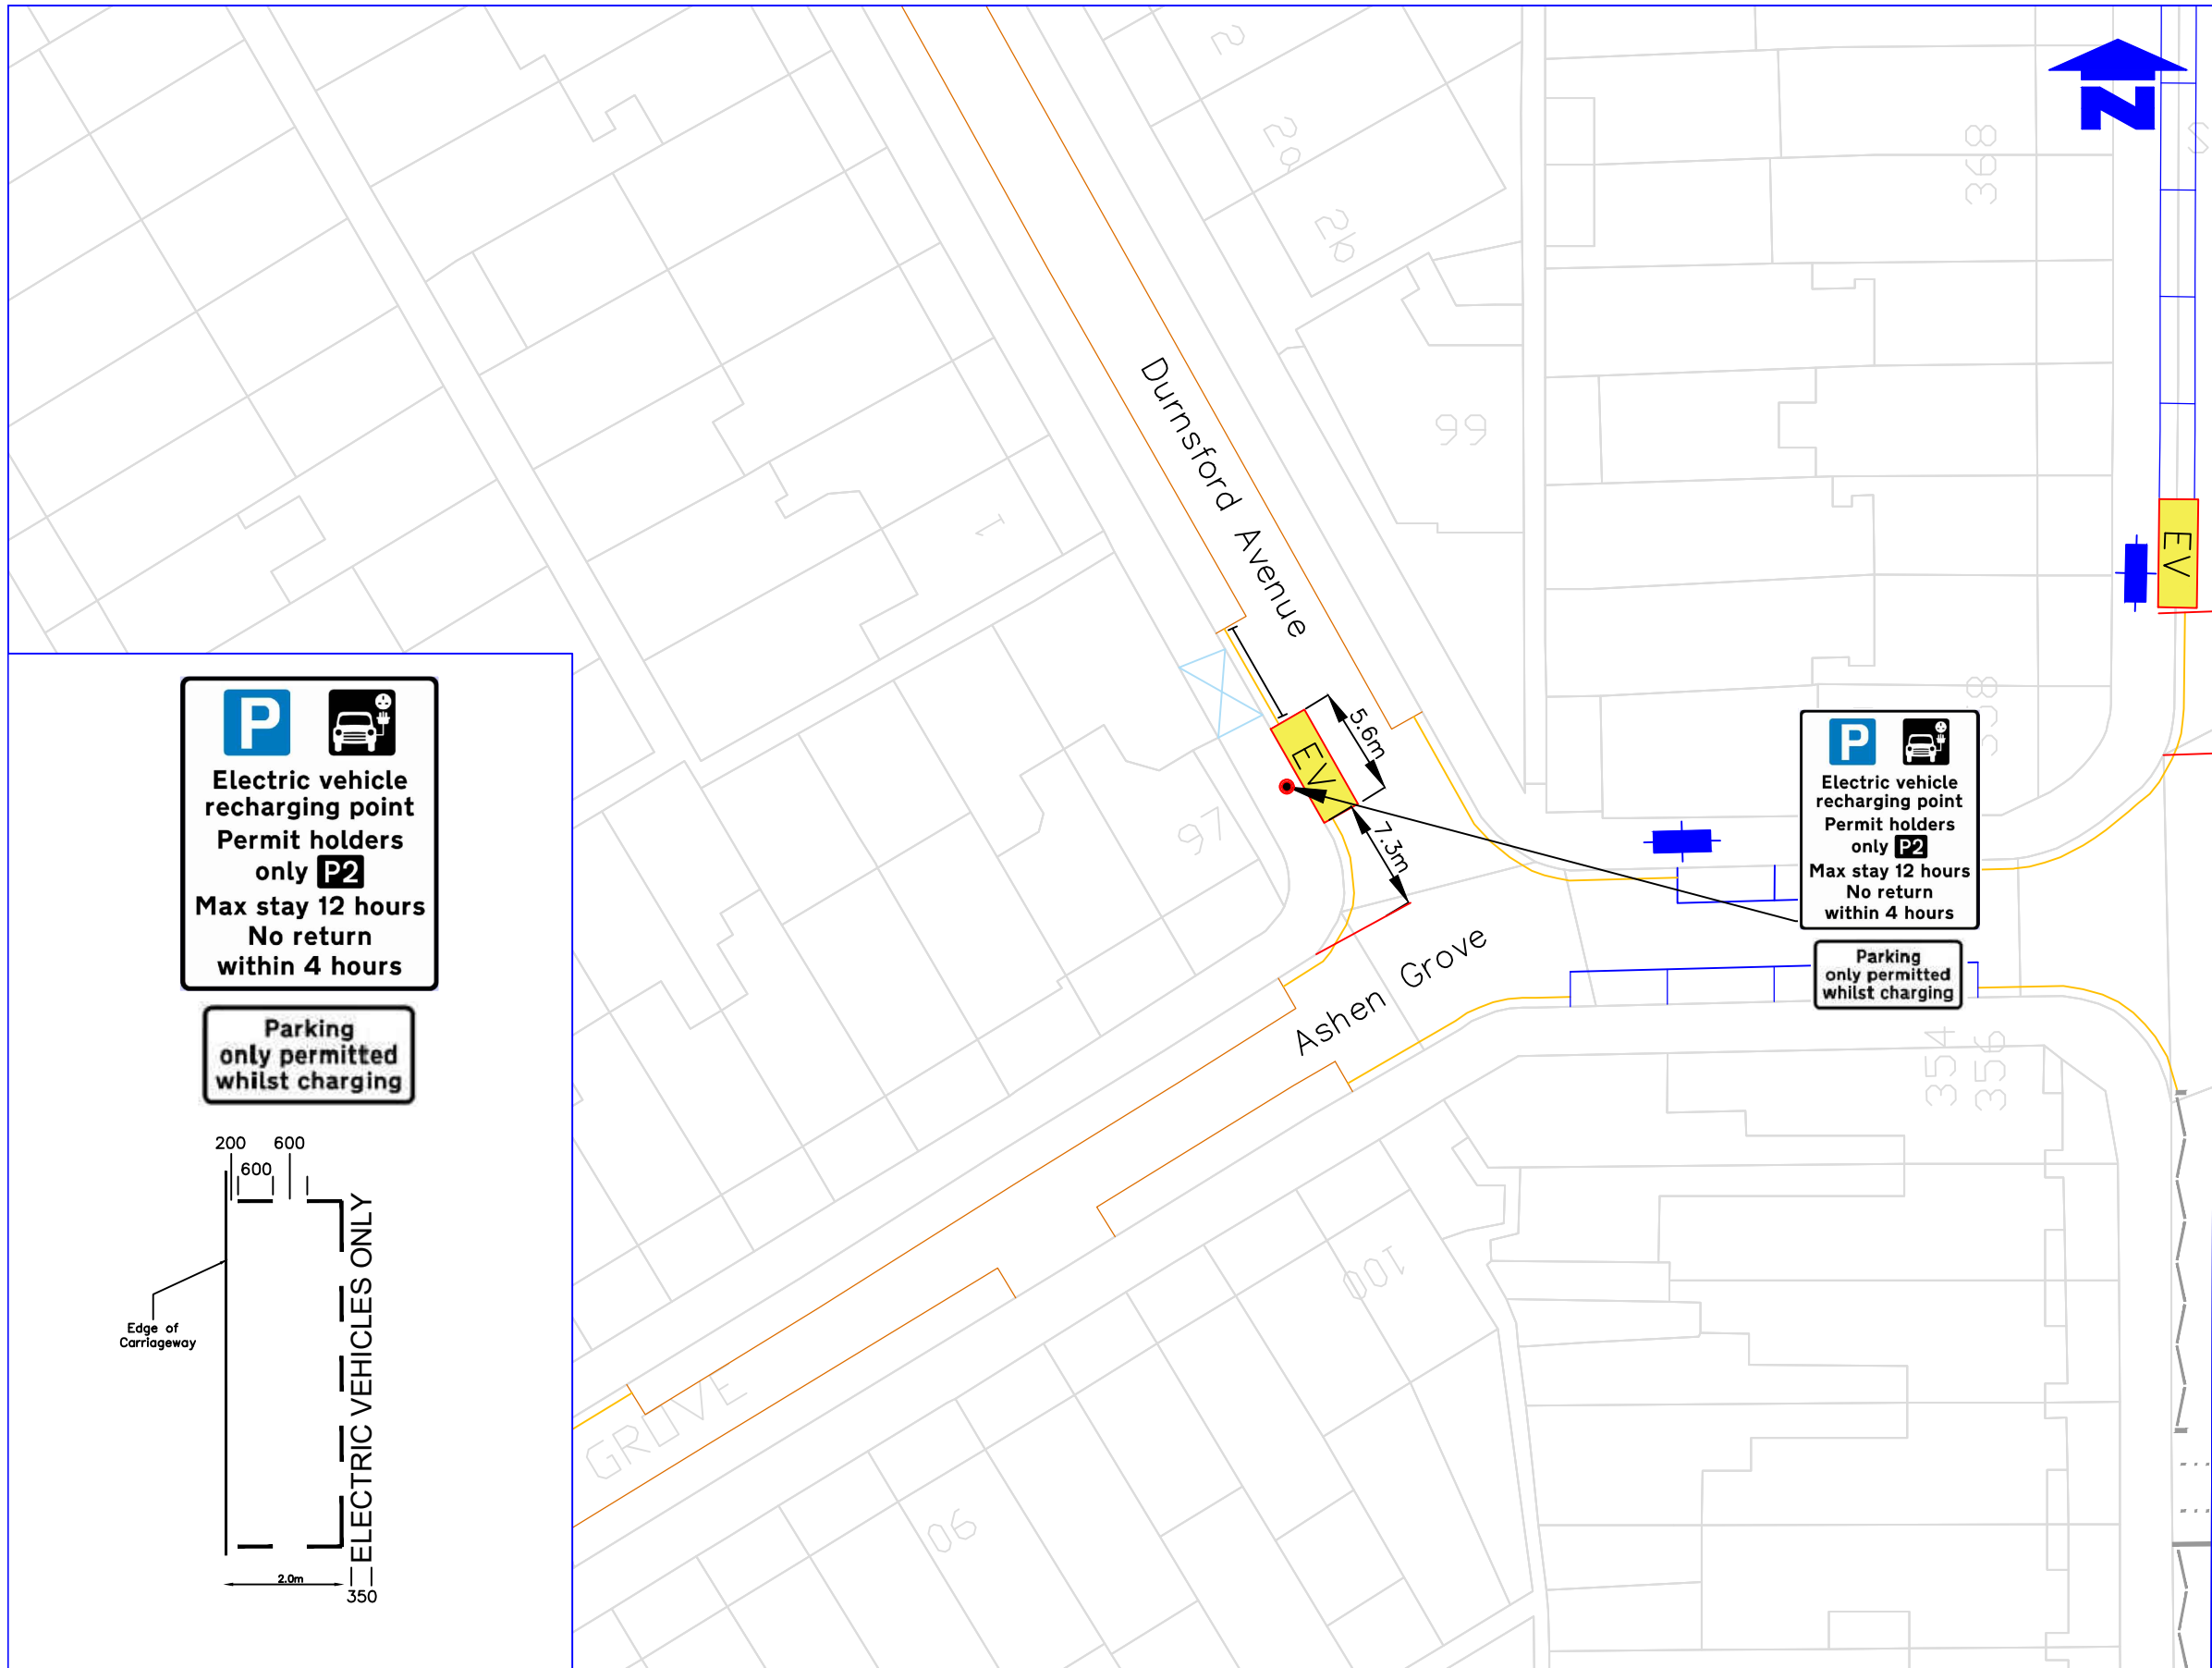 N
2
29
26
368
99
Durnsford Avenue
1
EV
EV
5.6m
7.3m
97
Ashen Grove
P
Electric vehicle
recharging point
Permit holders
only P2
Max stay 12 hours
No return
within 4 hours
Parking
only permitted
whilst charging
P
Electric vehicle
recharging point
Permit holders
only P2
Max stay 12 hours
No return
within 4 hours
Parking
only permitted
whilst charging
354
356
100
GROVE
90
200
600
600
ELECTRIC VEHICLES ONLY
Edge of
Carriageway
2.0m
350